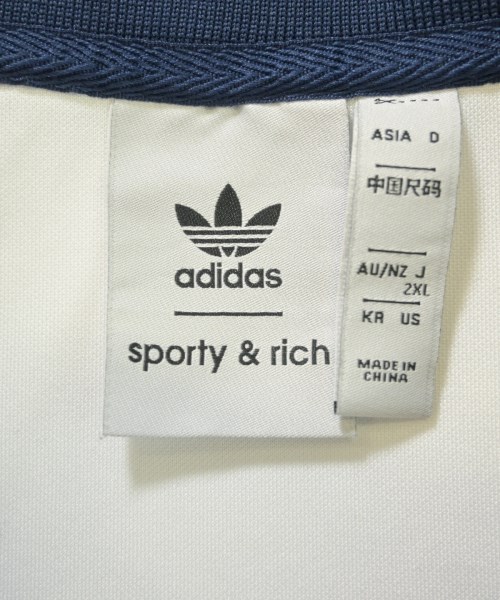 adidas
sporty & rich
ASIA D
中国尺码
AU/NZ J
2XL
KR US
MADE IN
CHINA